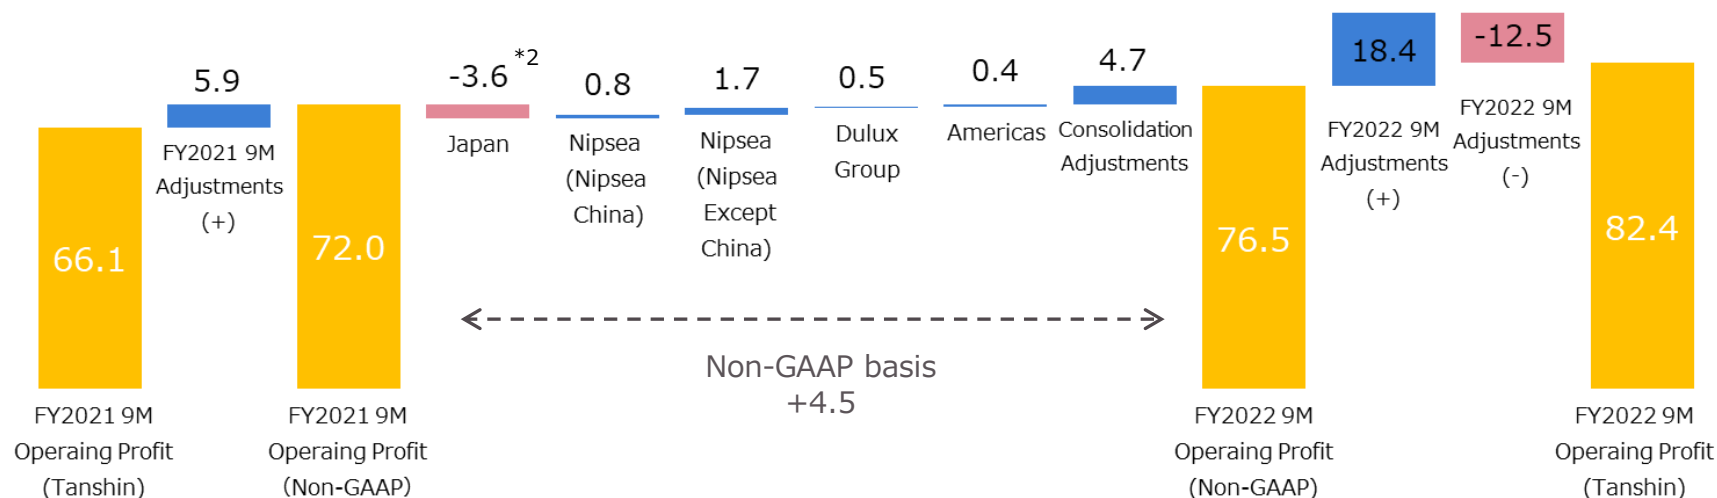 66.1
FY2021 9M
Operaing Profit
(Tanshin)
5.9
FY2021 9M
Adjustments
(+)
72.0
FY2021 9M
Operaing Profit
(Non-GAAP)
-3.6 *2
Japan
0.8
Nipsea
(Nipsea
China)
1.7
Nipsea
(Nipsea
Except
China)
0.5
Dulux
Group
0.4
Americas
4.7
Consolidation
Adjustments
Non-GAAP basis
+4.5
76.5
FY2022 9M
Operaing Profit
(Non-GAAP)
18.4
FY2022 9M
Adjustments
(+)
-12.5
FY2022 9M
Adjustments
(-)
82.4
FY2022 9M
Operaing Profit
(Tanshin)